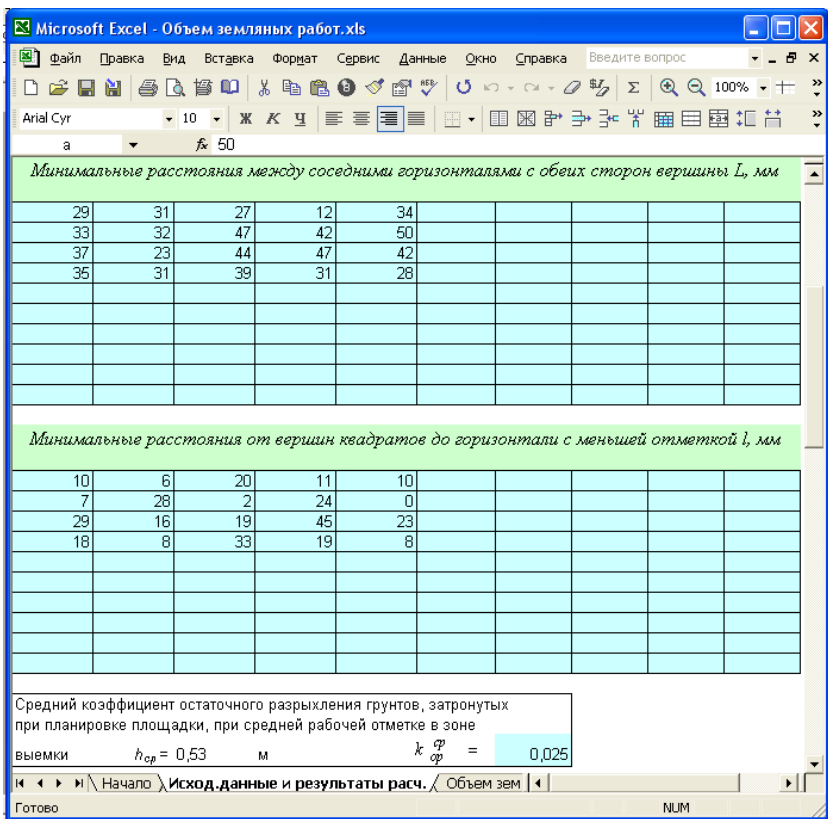 Microsoft Excel - Объем земляных работ.xls
Файл Правка Вид Вставка Формат Сервис Данные Окно Справка Введите вопрос
100%
Arial Cyr 10 Ж К Ч
a fx 50
Минимальные расстояния между соседними горизонталями с обеих сторон вершины L, мм
29 31 27 12 34
33 32 47 42 50
37 23 44 47 42
35 31 39 31 28
Минимальные расстояния от вершин квадратов до горизонтали с меньшей отметкой l, мм
10 6 20 11 10
7 28 2 24 0
29 16 19 45 23
18 8 33 19 8
Средний коэффициент остаточного разрыхления грунтов, затронутых
при планировке площадки, при средней рабочей отметке в зоне
выемки hср = 0,53 м k ср ор = 0,025
Начало Исход.данные и результаты расч. Объем зем
Готово NUM